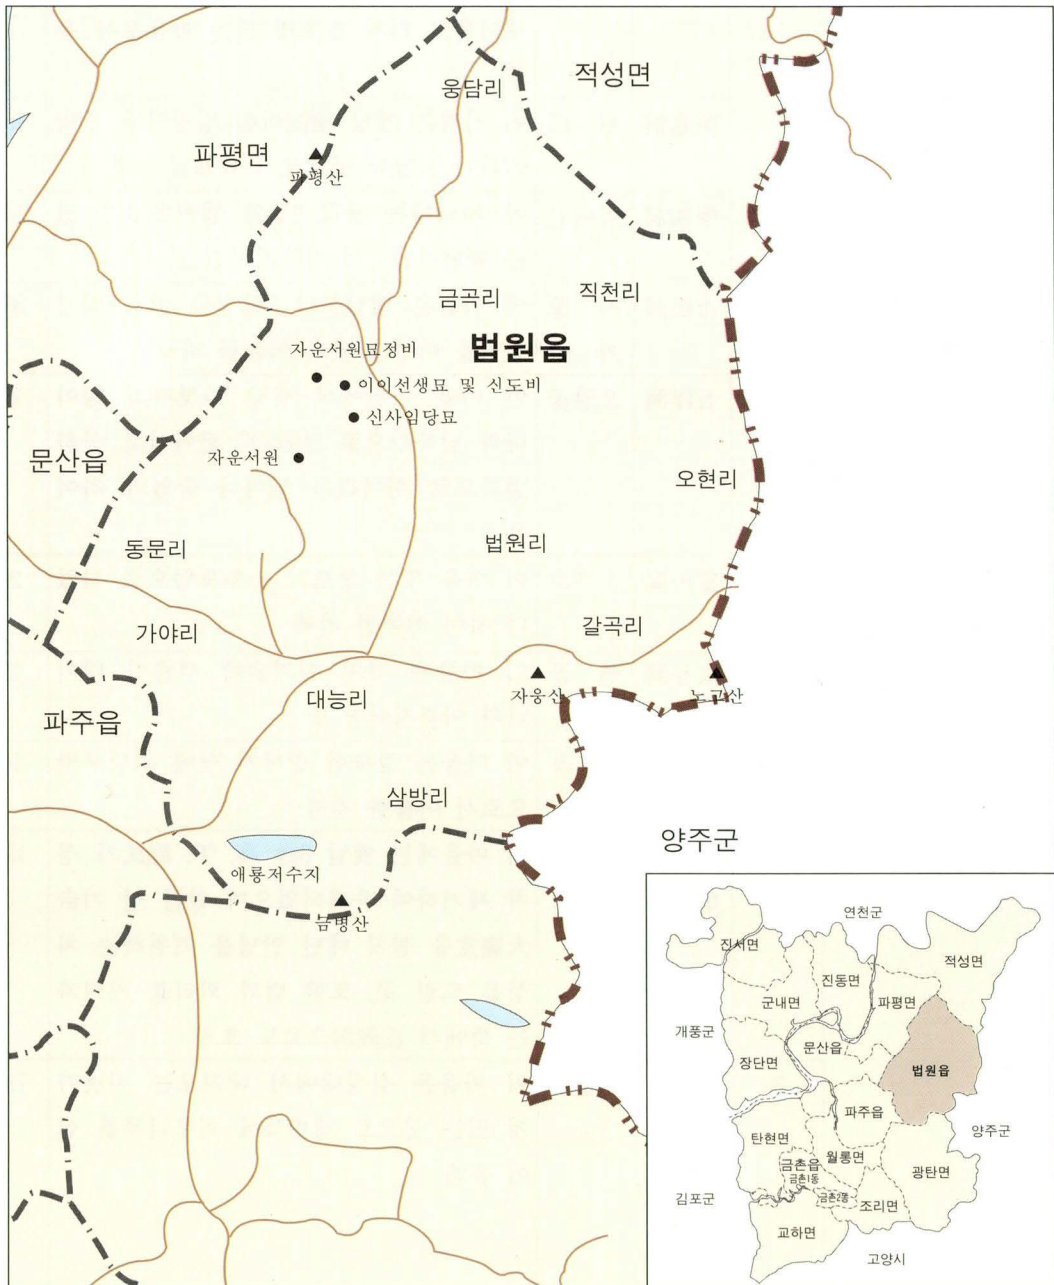 적성면
웅담리
파평면
파평산
금곡리
직천리
법원읍
자운서원묘정비
이이선생묘 및 신도비
신사임당묘
자운서원
문산읍
오현리
동문리
법원리
가야리
갈곡리
대능리
자웅산
노고산
파주읍
삼방리
양주군
애룡저수지
금병산
연천군
진서면
적성면
진동면
파평면
군내면
개풍군
문산읍
장단면
법원읍
파주읍
탄현면
양주군
월롱면
금촌읍
금촌1동
광탄면
김포군
금촌2동
조리면
교하면
고양시